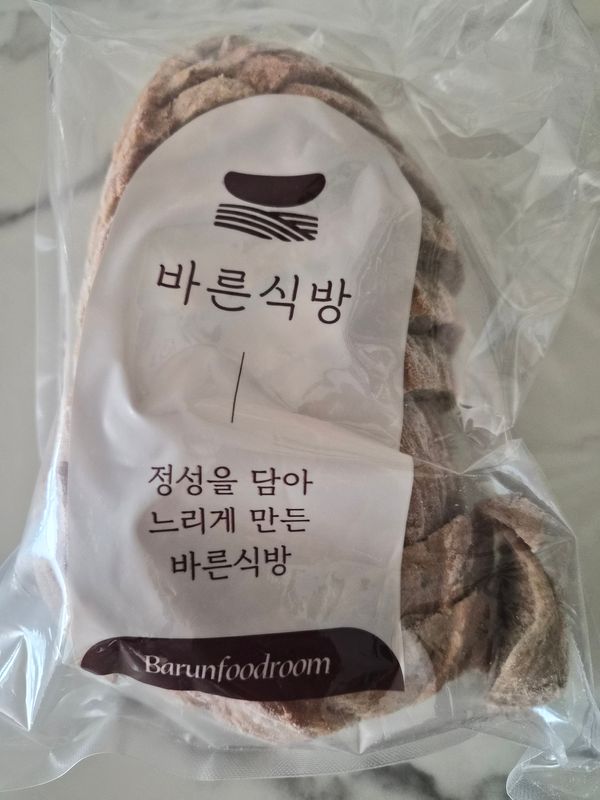 바른식방
정성을 담아
느리게 만든
바른식방
Barunfoodroom